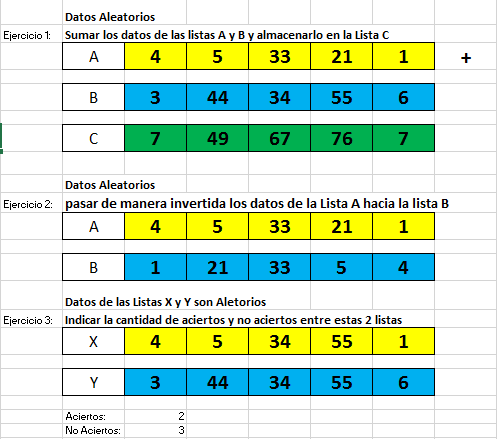 Datos Aleatorios
Ejercicio 1: Sumar los datos de las listas A y B y almacenarlo en la Lista C
A 4 5 33 21 1 +
B 3 44 34 55 6
C 7 49 67 76 7
Datos Aleatorios
Ejercicio 2: pasar de manera invertida los datos de la Lista A hacia la lista B
A 4 5 33 21 1
B 1 21 33 5 4
Datos de las Listas X y Y son Aletorios
Ejercicio 3: Indicar la cantidad de aciertos y no aciertos entre estas 2 listas
X 4 5 34 55 1
Y 3 44 34 55 6
Aciertos: 2
No Aciertos: 3